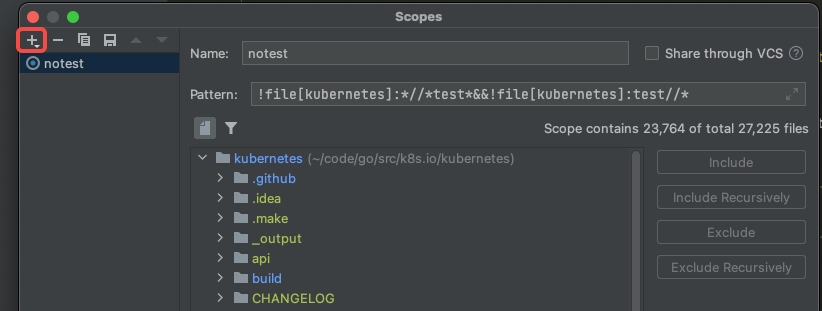 Scopes
notest
Name: notest Share through VCS ?
Pattern: !file[kubernetes]:*//*test*&&!file[kubernetes]:test//*
Scope contains 23,764 of total 27,225 files
kubernetes (~/code/go/src/k8s.io/kubernetes)
.github
.idea
.make
_output
api
build
CHANGELOG
Include
Include Recursively
Exclude
Exclude Recursively